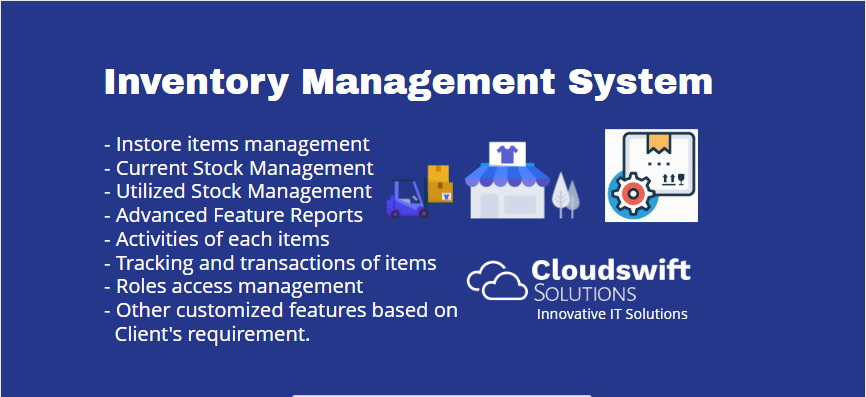 Inventory Management System
- Instore items management
- Current Stock Management
- Utilized Stock Management
- Advanced Feature Reports
- Activities of each items
- Tracking and transactions of items
- Roles access management
- Other customized features based on
Client's requirement.
Cloudswift
SOLUTIONS
Innovative IT Solutions